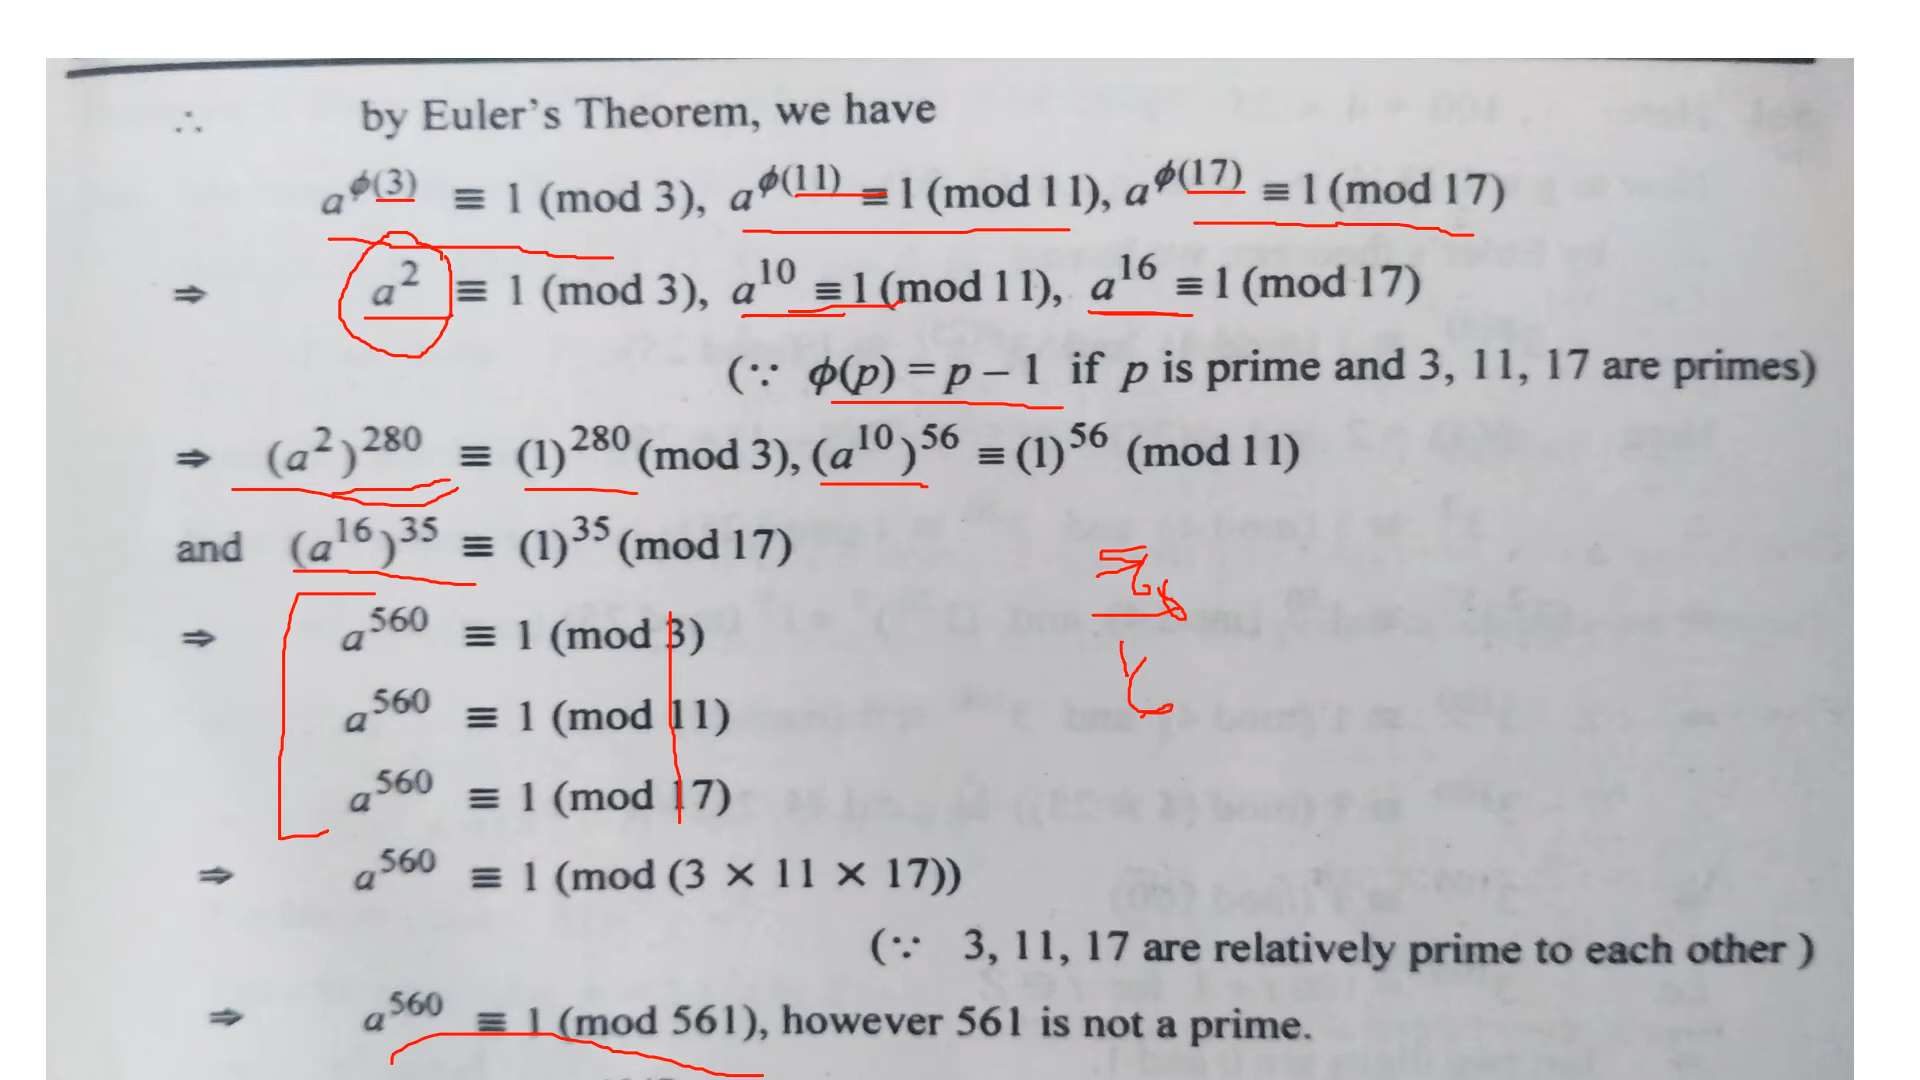 ∴ by Euler's Theorem, we have
a^ϕ(3) ≡ 1 (mod 3), a^ϕ(11) ≡ 1 (mod 11), a^ϕ(17) ≡ 1 (mod 17)
⇒ a^2 ≡ 1 (mod 3), a^10 ≡ 1 (mod 11), a^16 ≡ 1 (mod 17)
(∵ ϕ(p) = p − 1 if p is prime and 3, 11, 17 are primes)
⇒ (a^2)^280 ≡ (1)^280 (mod 3), (a^10)^56 ≡ (1)^56 (mod 11)
and (a^16)^35 ≡ (1)^35 (mod 17)
⇒ a^560 ≡ 1 (mod 3)
a^560 ≡ 1 (mod 11)
a^560 ≡ 1 (mod 17)
⇒ a^560 ≡ 1 (mod (3 × 11 × 17))
(∵ 3, 11, 17 are relatively prime to each other )
⇒ a^560 ≡ 1 (mod 561), however 561 is not a prime.